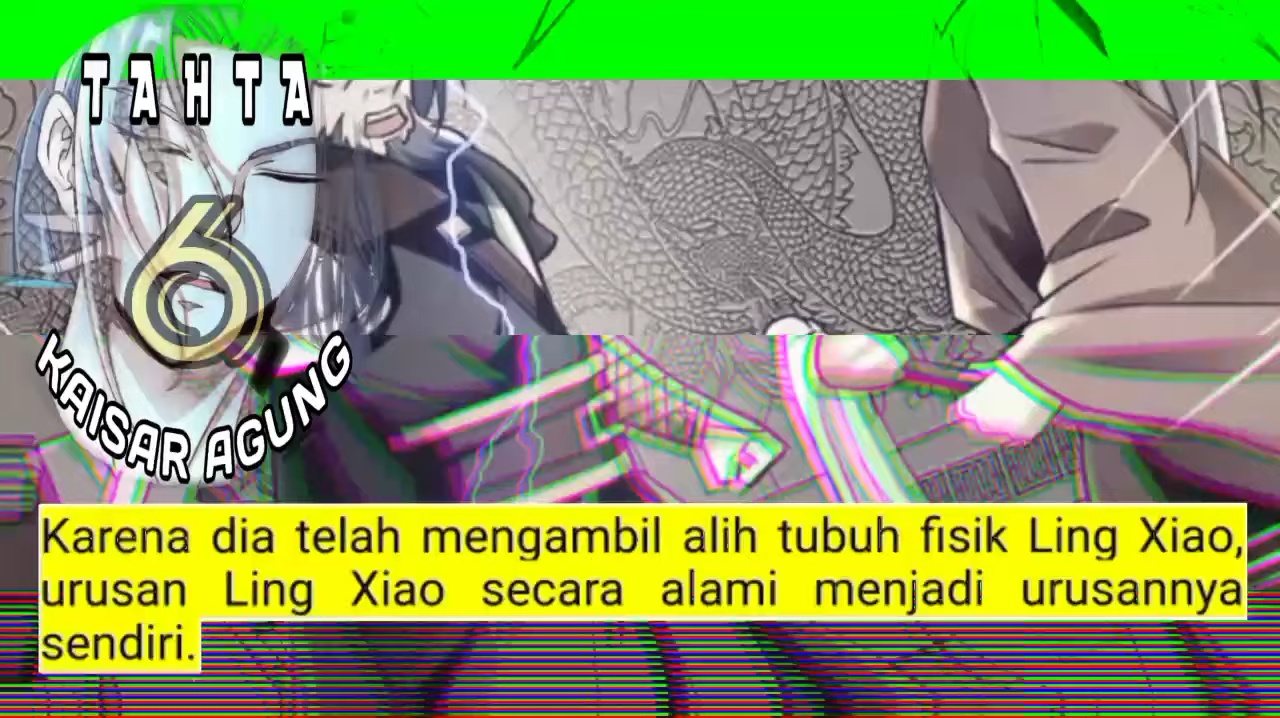 TAHTA
6
KAISAR AGUNG
Karena dia telah mengambil alih tubuh fisik Ling Xiao,
urusan Ling Xiao secara alami menjadi urusannya
sendiri.